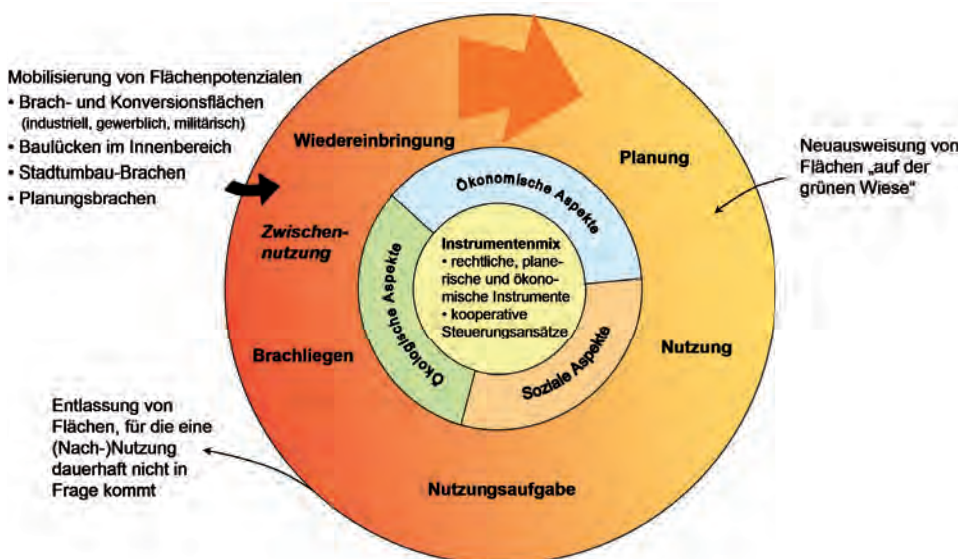 Mobilisierung von Flächenpotenzialen
• Brach- und Konversionsflächen
(industriell, gewerblich, militärisch)
• Baulücken im Innenbereich
• Stadtumbau-Brachen
• Planungsbrachen
Wiedereinbringung
Planung
Neuausweisung von
Flächen „auf der
grünen Wiese“
Zwischen-
nutzung
Ökonomische Aspekte
Ökologische Aspekte
Soziale Aspekte
Instrumentenmix
• rechtliche, plane-
rische und ökono-
mische Instrumente
• kooperative
Steuerungsansätze
Brachliegen
Nutzung
Entlassung von
Flächen, für die eine
(Nach-)Nutzung
dauerhaft nicht in
Frage kommt
Nutzungsaufgabe